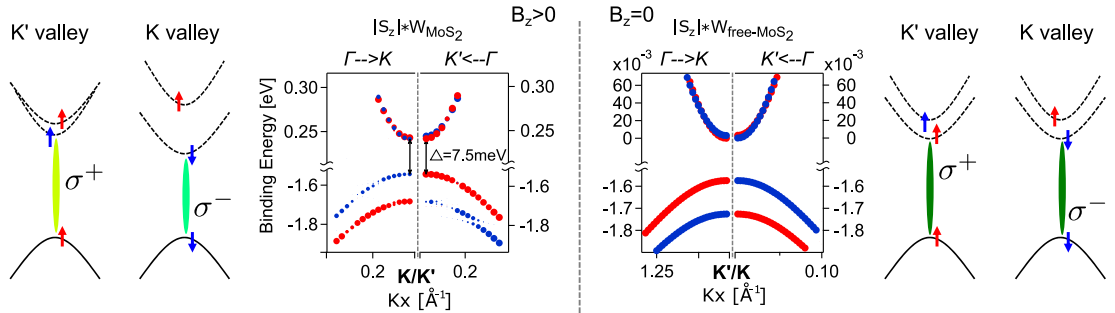 K' valley
K valley
σ⁺
σ⁻
B_z>0
|S_z|*W_MoS₂
Γ-->K
K'<--Γ
Binding Energy [eV]
0.30
0.25
-1.6
-1.8
Δ=7.5meV
0.30
0.25
-1.6
-1.8
0.2
K/K'
0.2
Kx [Å⁻¹]
B_z=0
|S_z|*W_free-MoS₂
Γ-->K
K'<--Γ
x10⁻³
60
40
20
0
-1.6
-1.7
-1.8
x10⁻³
60
40
20
0
-1.6
-1.8
1.25
K'/K
0.10
Kx [Å⁻¹]
K' valley
K valley
σ⁺
σ⁻